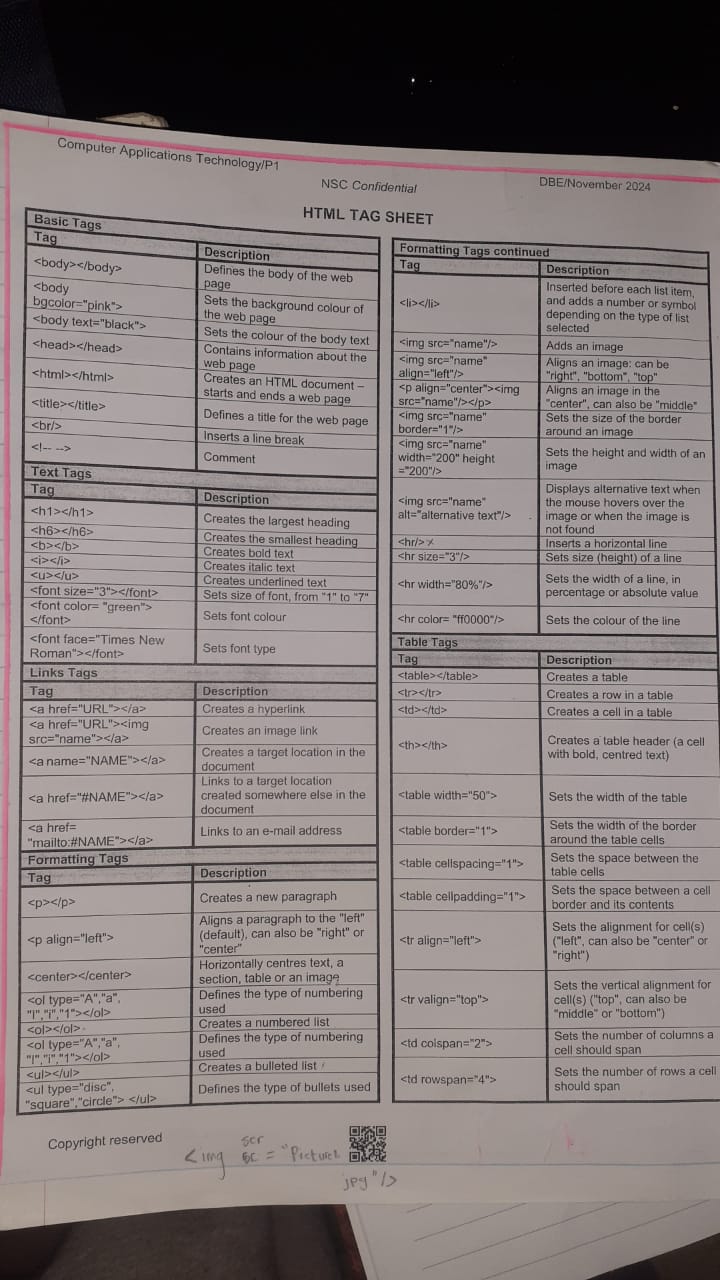 Computer Applications Technology/P1
NSC Confidential
DBE/November 2024
HTML TAG SHEET
Basic Tags
Tag
Description
<body></body>
Defines the body of the web
page
<body
bgcolor="pink">
Sets the background colour of
the web page
<body text="black">
Sets the colour of the body text
<head></head>
Contains information about the
web page
<html></html>
Creates an HTML document –
starts and ends a web page
<title></title>
Defines a title for the web page
<br/>
Inserts a line break
<!-- -->
Comment
Text Tags
Tag
Description
<h1></h1>
Creates the largest heading
<h6></h6>
Creates the smallest heading
<b></b>
Creates bold text
<i></i>
Creates italic text
<u></u>
Creates underlined text
<font size="3"></font>
Sets size of font, from "1" to "7"
<font color= "green">
</font>
Sets font colour
<font face="Times New
Roman"></font>
Sets font type
Links Tags
Tag
Description
<a href="URL"></a>
Creates a hyperlink
<a href="URL"><img
src="name"></a>
Creates an image link
<a name="NAME"></a>
Creates a target location in the
document
<a href="#NAME"></a>
Links to a target location
created somewhere else in the
document
<a href=
"mailto:#NAME"></a>
Links to an e-mail address
Formatting Tags
Tag
Description
<p></p>
Creates a new paragraph
<p align="left">
Aligns a paragraph to the "left"
(default), can also be "right" or
"center"
<center></center>
Horizontally centres text, a
section, table or an image
<ol type="A","a",
"I","i","1"></ol>
Defines the type of numbering
used
<ol></ol>
Creates a numbered list
<ol type="A","a",
"I","i","1"></ol>
Defines the type of numbering
used
<ul></ul>
Creates a bulleted list
<ul type="disc",
"square","circle"> </ul>
Defines the type of bullets used
Formatting Tags continued
Tag
Description
<li></li>
Inserted before each list item,
and adds a number or symbol
depending on the type of list
selected
<img src="name"/>
Adds an image
<img src="name"
align="left"/>
Aligns an image: can be
"right", "bottom", "top"
<p align="center"><img
src="name"/></p>
Aligns an image in the
"center", can also be "middle"
<img src="name"
border="1"/>
Sets the size of the border
around an image
<img src="name"
width="200" height
="200"/>
Sets the height and width of an
image
<img src="name"
alt="alternative text"/>
Displays alternative text when
the mouse hovers over the
image or when the image is
not found
<hr/>
Inserts a horizontal line
<hr size="3"/>
Sets size (height) of a line
<hr width="80%"/>
Sets the width of a line, in
percentage or absolute value
<hr color= "ff0000"/>
Sets the colour of the line
Table Tags
Tag
Description
<table></table>
Creates a table
<tr></tr>
Creates a row in a table
<td></td>
Creates a cell in a table
<th></th>
Creates a table header (a cell
with bold, centred text)
<table width="50">
Sets the width of the table
<table border="1">
Sets the width of the border
around the table cells
<table cellspacing="1">
Sets the space between the
table cells
<table cellpadding="1">
Sets the space between a cell
border and its contents
<tr align="left">
Sets the alignment for cell(s)
("left", can also be "center" or
"right")
<tr valign="top">
Sets the vertical alignment for
cell(s) ("top", can also be
"middle" or "bottom")
<td colspan="2">
Sets the number of columns a
cell should span
<td rowspan="4">
Sets the number of rows a cell
should span
Copyright reserved
scr
<img = "Picture
jpg"/>